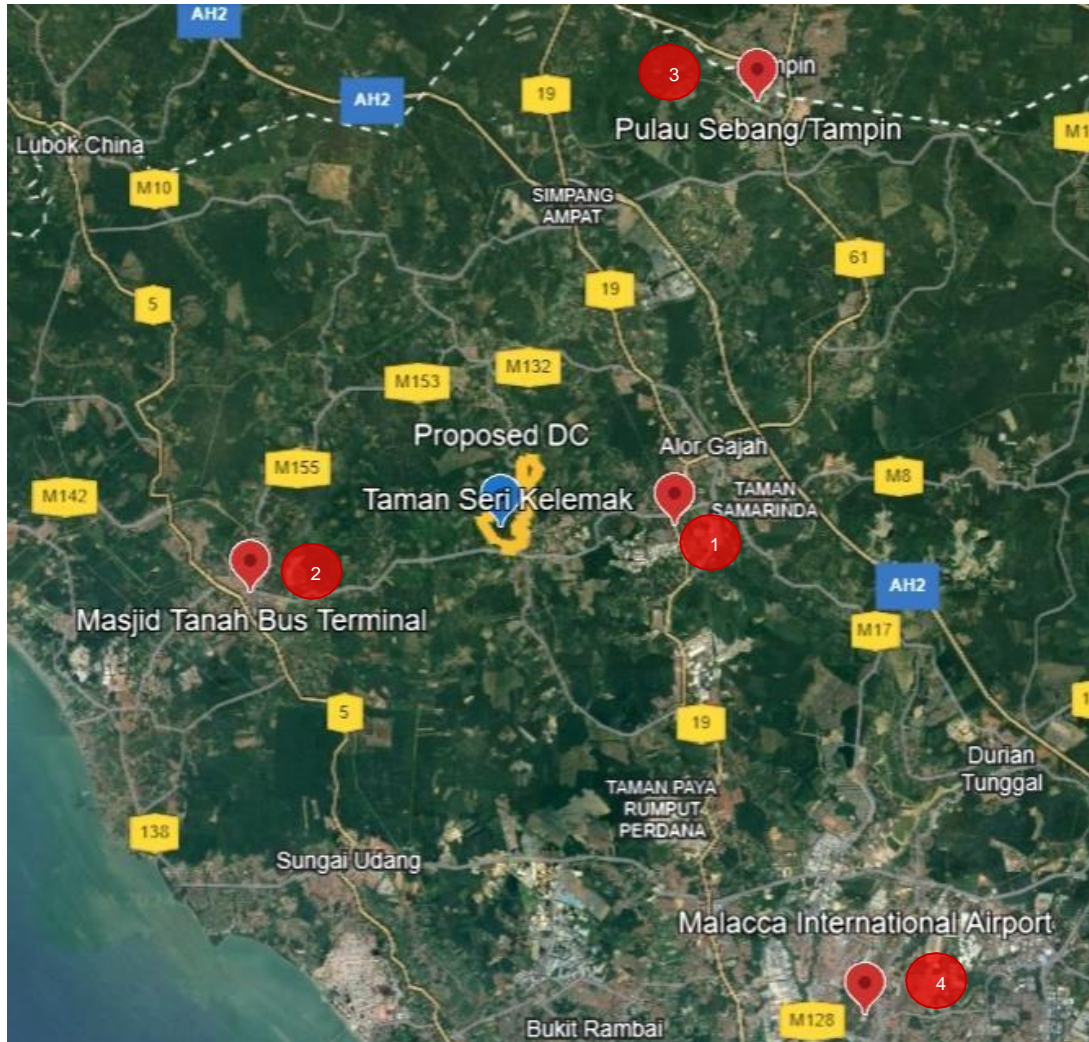 AH2
AH2
19
3
mpin
Pulau Sebang/Tampin
Lubok China
M10
SIMPANG
AMPAT
61
5
19
M153
M132
Proposed DC
Alor Gajah
M155
M142
Taman Seri Kelemak
TAMAN
SAMARINDA
M8
1
2
Masjid Tanah Bus Terminal
AH2
M17
5
19
Durian
Tunggal
TAMAN PAYA
RUMPUT
PERDANA
138
Sungai Udang
Malacca International Airport
4
M128
Bukit Rambai